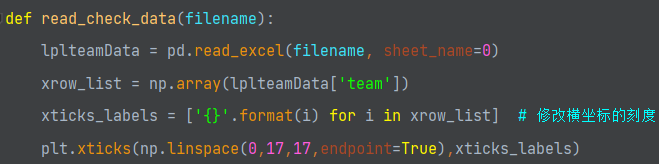 def read_check_data(filename):
    lplteamData = pd.read_excel(filename, sheet_name=0)
    xrow_list = np.array(lplteamData['team'])
    xticks_labels = ['{}'.format(i) for i in xrow_list]  # 修改横坐标的刻度
    plt.xticks(np.linspace(0,17,17,endpoint=True),xticks_labels)